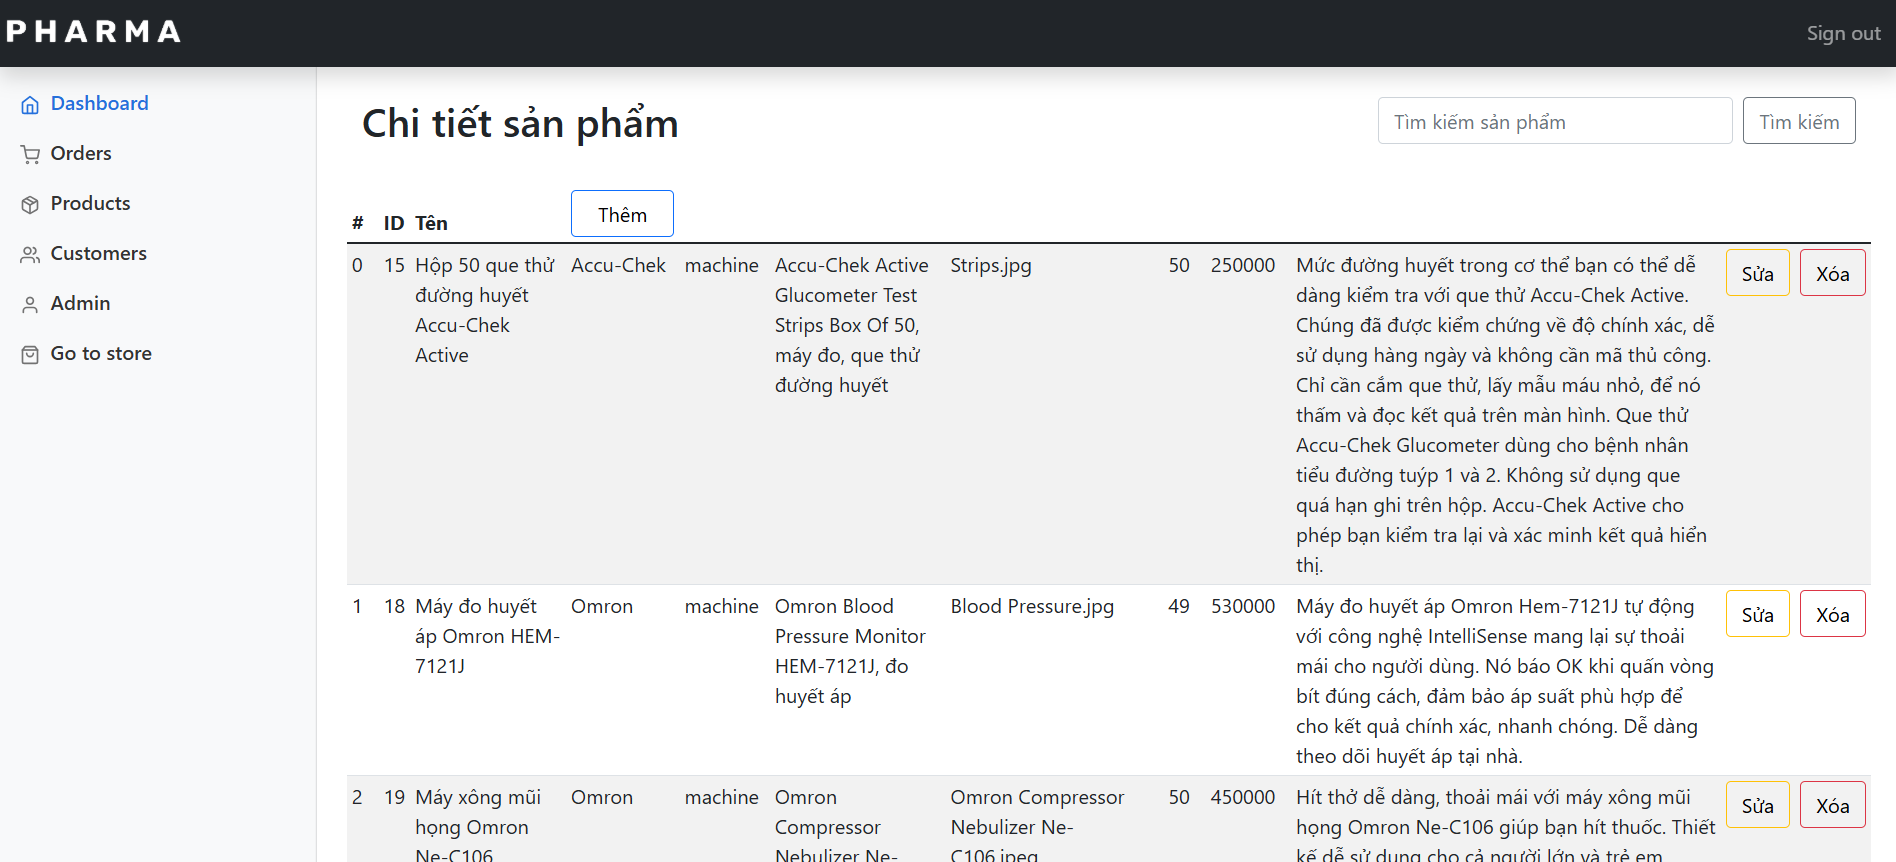 PHARMA
Sign out
Dashboard
Orders
Products
Customers
Admin
Go to store
Chi tiết sản phẩm
Tìm kiếm sản phẩm
Tìm kiếm
# ID Tên Thêm
0 15 Hộp 50 que thử đường huyết Accu-Chek Active
Accu-Chek
machine
Accu-Chek Active
Glucometer Test
Strips Box Of 50,
máy đo, que thử
đường huyết
Strips.jpg
50
250000
Mức đường huyết trong cơ thể bạn có thể dễ
dàng kiểm tra với que thử Accu-Chek Active.
Chúng đã được kiểm chứng về độ chính xác, dễ
sử dụng hàng ngày và không cần mã thủ công.
Chỉ cần cắm que thử, lấy mẫu máu nhỏ, để nó
thấm và đọc kết quả trên màn hình. Que thử
Accu-Chek Glucometer dùng cho bệnh nhân
tiểu đường tuýp 1 và 2. Không sử dụng que
quá hạn ghi trên hộp. Accu-Chek Active cho
phép bạn kiểm tra lại và xác minh kết quả hiển
thị.
Sửa
Xóa
1 18 Máy đo huyết
áp Omron HEM-
7121J
Omron
machine
Omron Blood
Pressure Monitor
HEM-7121J, đo
huyết áp
Blood Pressure.jpg
49
530000
Máy đo huyết áp Omron Hem-7121J tự động
với công nghệ IntelliSense mang lại sự thoải
mái cho người dùng. Nó báo OK khi quấn vòng
bít đúng cách, đảm bảo áp suất phù hợp để
cho kết quả chính xác, nhanh chóng. Dễ dàng
theo dõi huyết áp tại nhà.
Sửa
Xóa
2 19 Máy xông mũi
họng Omron
Ne-C106
Omron
machine
Omron
Compressor
Nebulizer Ne-
Omron Compressor
Nebulizer Ne-
C106.jpeg
50
450000
Hít thở dễ dàng, thoải mái với máy xông mũi
họng Omron Ne-C106 giúp bạn hít thuốc. Thiết
kế dễ sử dụng cho cả người lớn và trẻ em
Sửa
Xóa